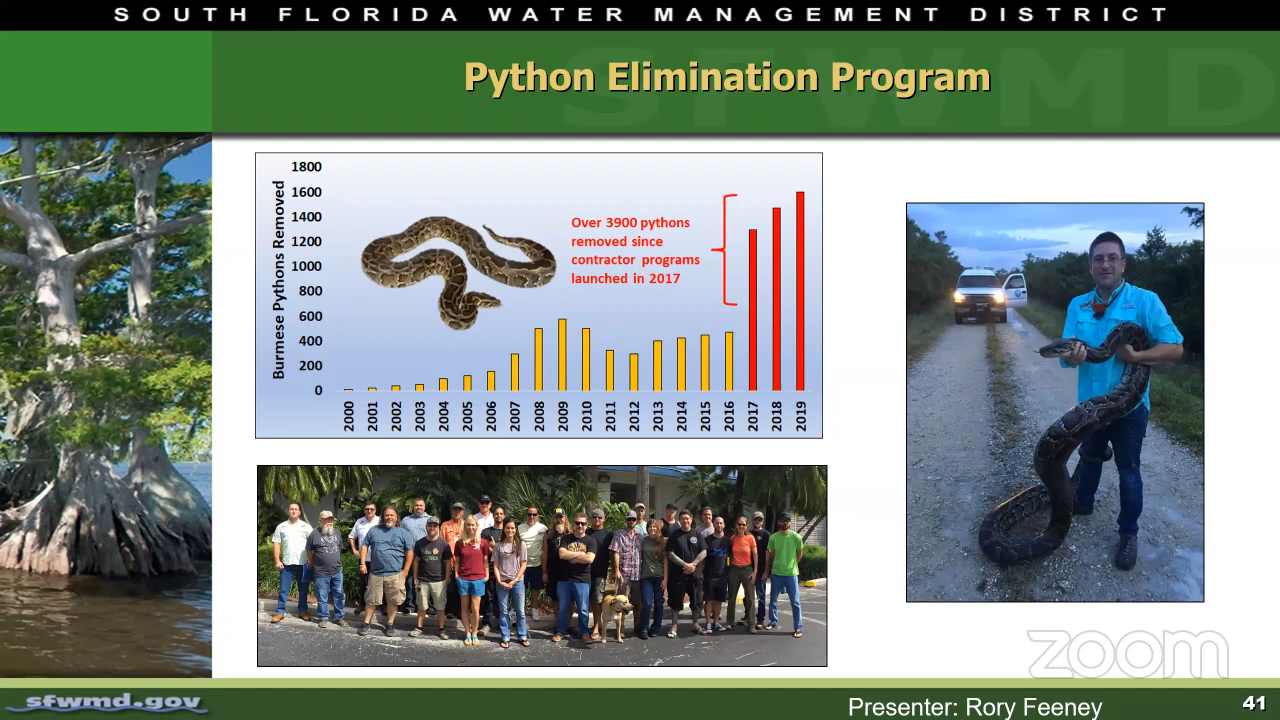 SOUTH FLORIDA WATER MANAGEMENT DISTRICT
SFWMD
Python Elimination Program
Burmese Pythons Removed
1800
1600
1400
1200
1000
800
600
400
200
0
Over 3900 pythons
removed since
contractor programs
launched in 2017
2000 2001 2002 2003 2004 2005 2006 2007 2008 2009 2010 2011 2012 2013 2014 2015 2016 2017 2018 2019
zoom
sfwmd.gov
Presenter: Rory Feeney
41